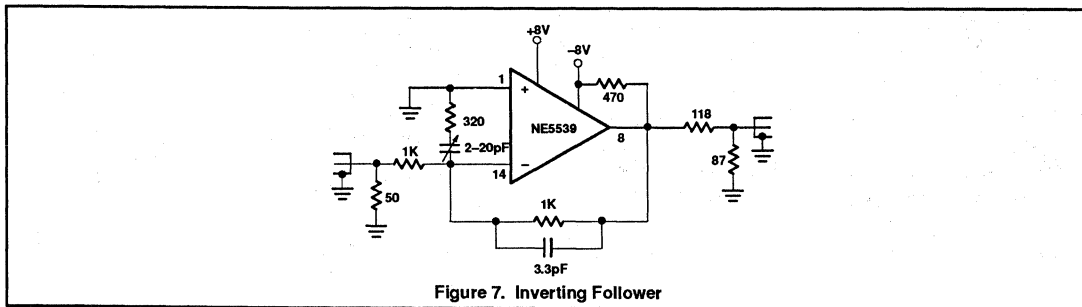 +8V
−8V
1
+
470
320
NE5539
118
8
2–20pF
1K
−
87
14
50
1K
3.3pF
Figure 7. Inverting Follower